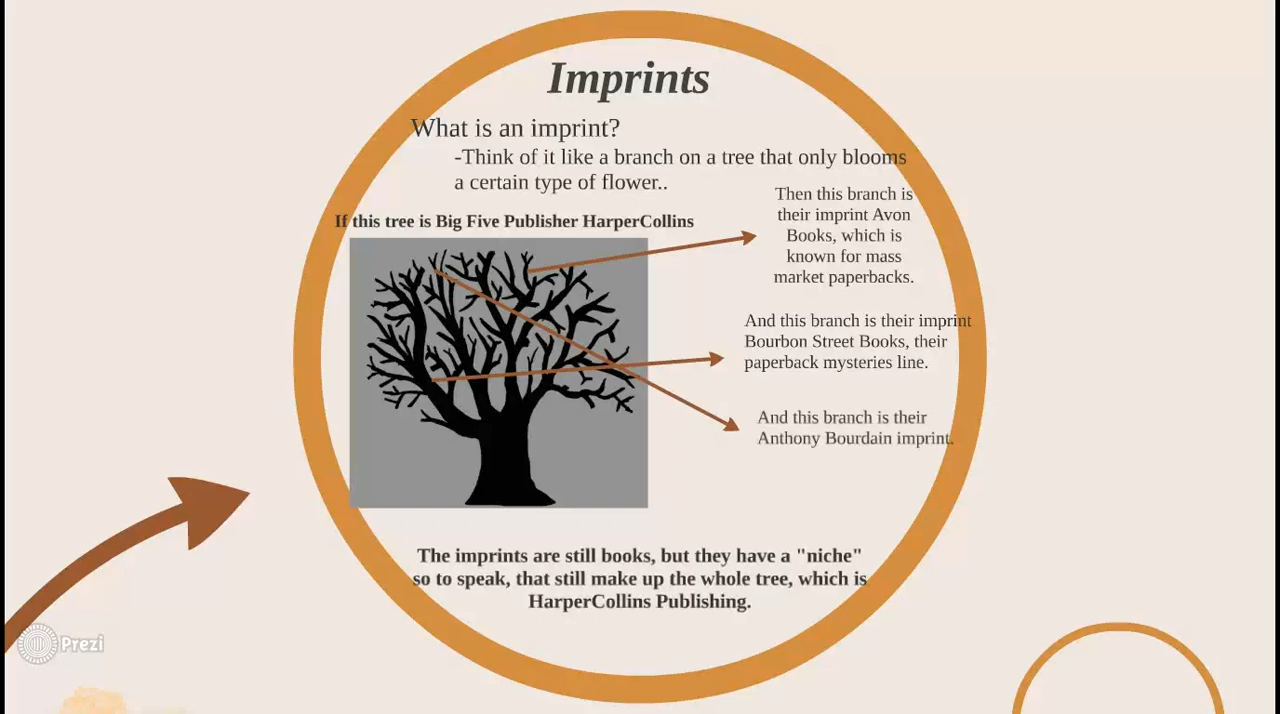 Imprints
What is an imprint?
-Think of it like a branch on a tree that only blooms
a certain type of flower..
If this tree is Big Five Publisher HarperCollins
Then this branch is
their imprint Avon
Books, which is
known for mass
market paperbacks.
And this branch is their imprint
Bourbon Street Books, their
paperback mysteries line.
And this branch is their
Anthony Bourdain imprint.
The imprints are still books, but they have a "niche"
so to speak, that still make up the whole tree, which is
HarperCollins Publishing.
Prezi